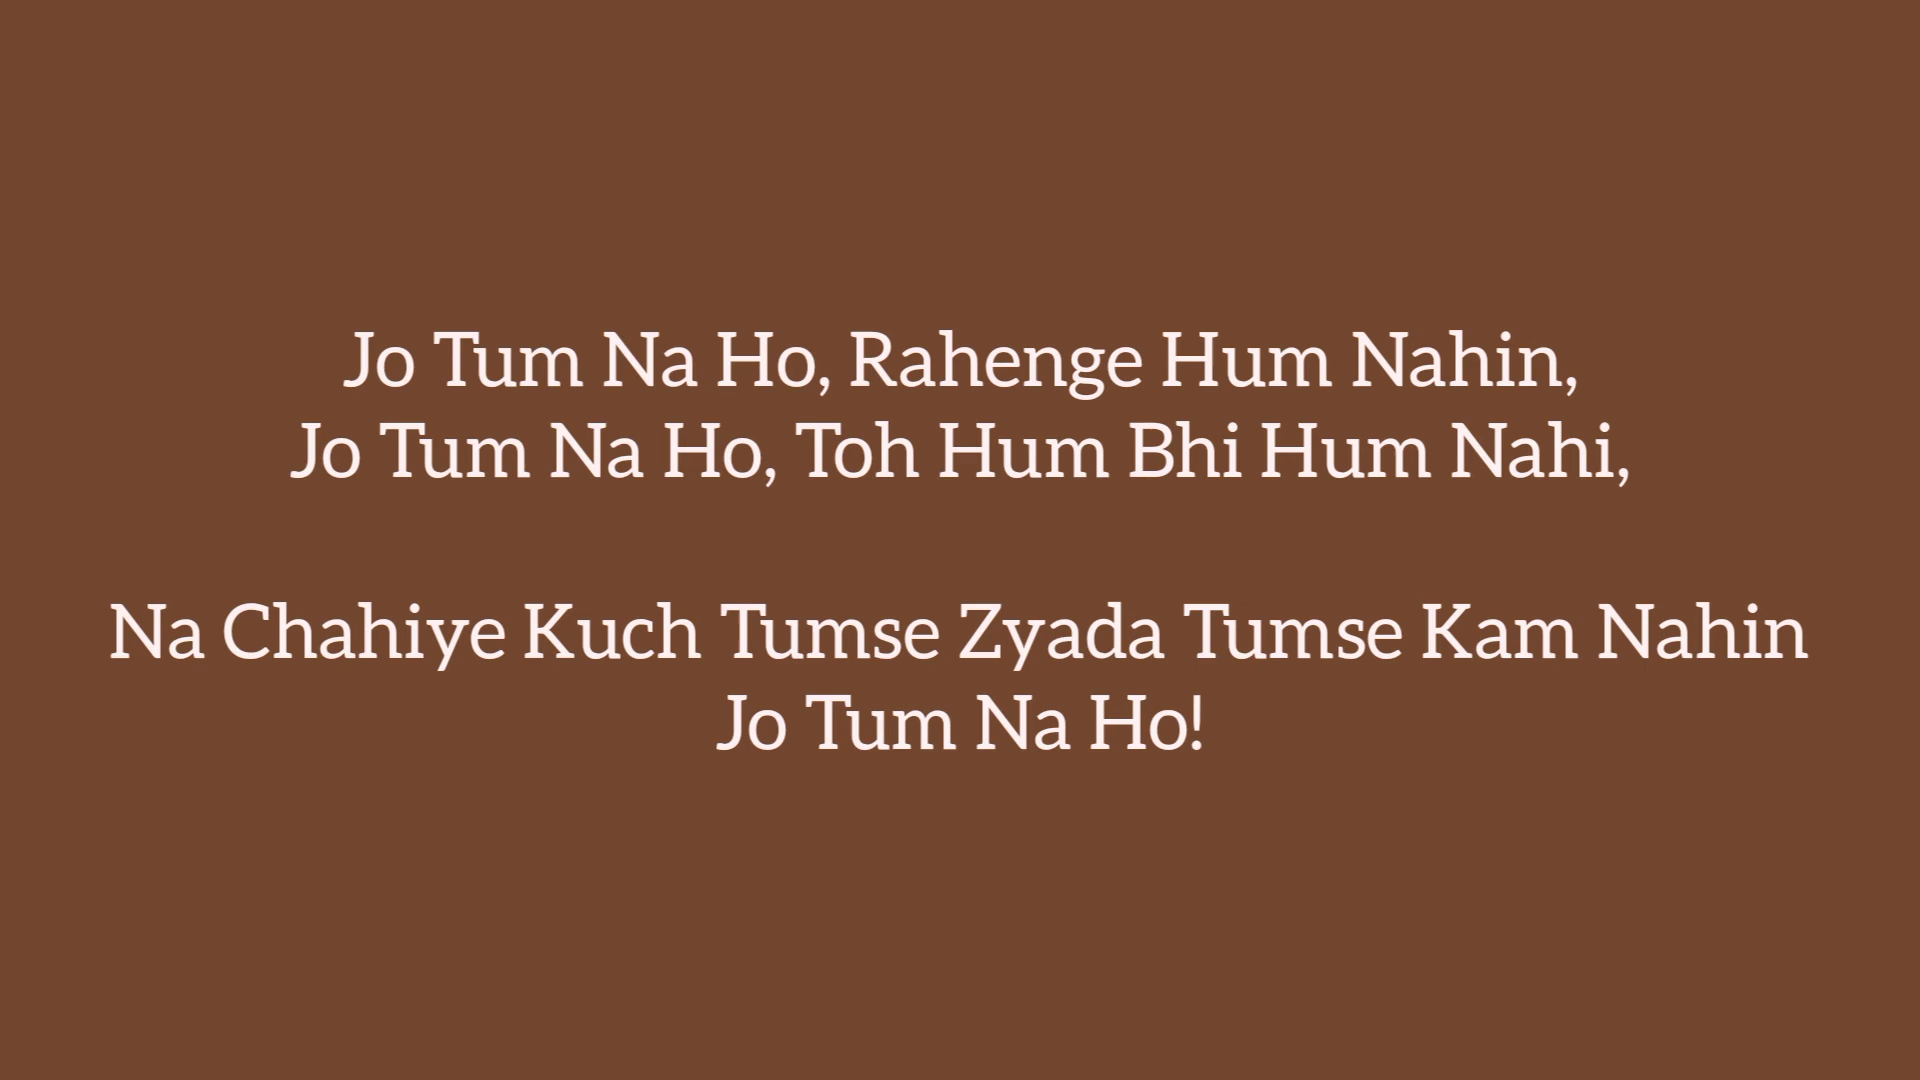 Jo Tum Na Ho, Rahenge Hum Nahin,
Jo Tum Na Ho, Toh Hum Bhi Hum Nahi,
Na Chahiye Kuch Tumse Zyada Tumse Kam Nahin
Jo Tum Na Ho!